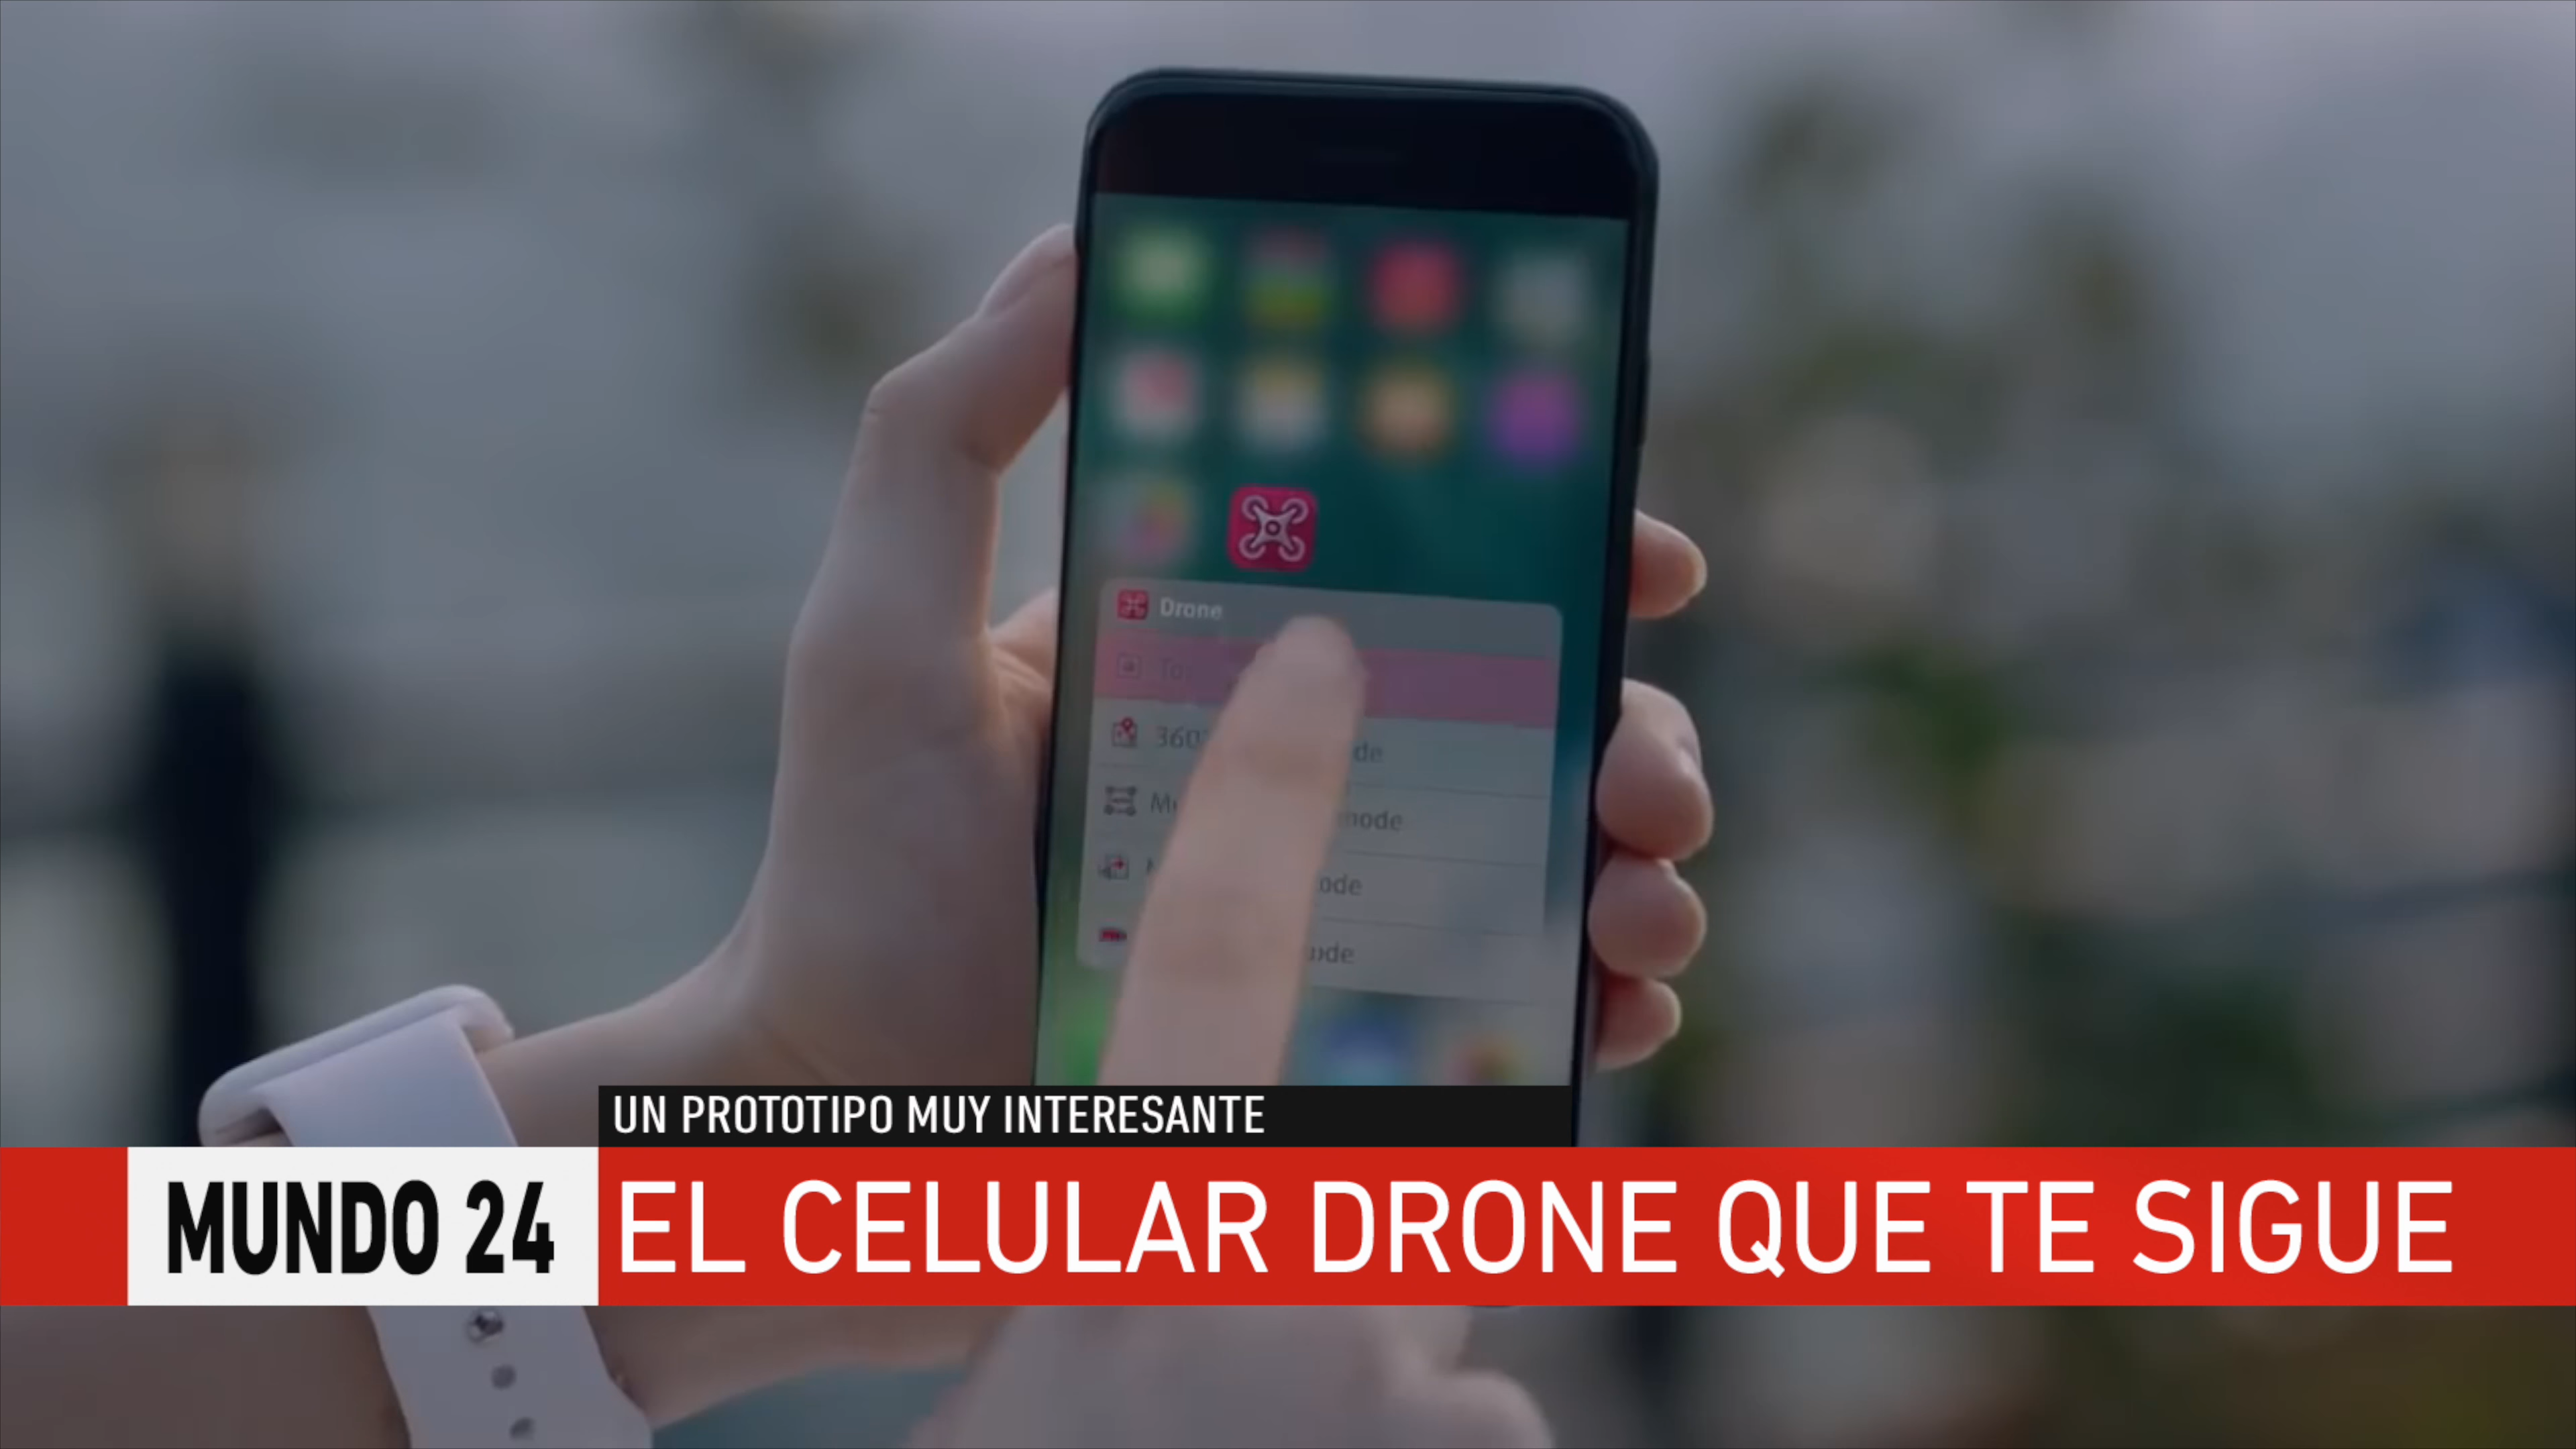 Drone
UN PROTOTIPO MUY INTERESANTE
MUNDO 24
EL CELULAR DRONE QUE TE SIGUE